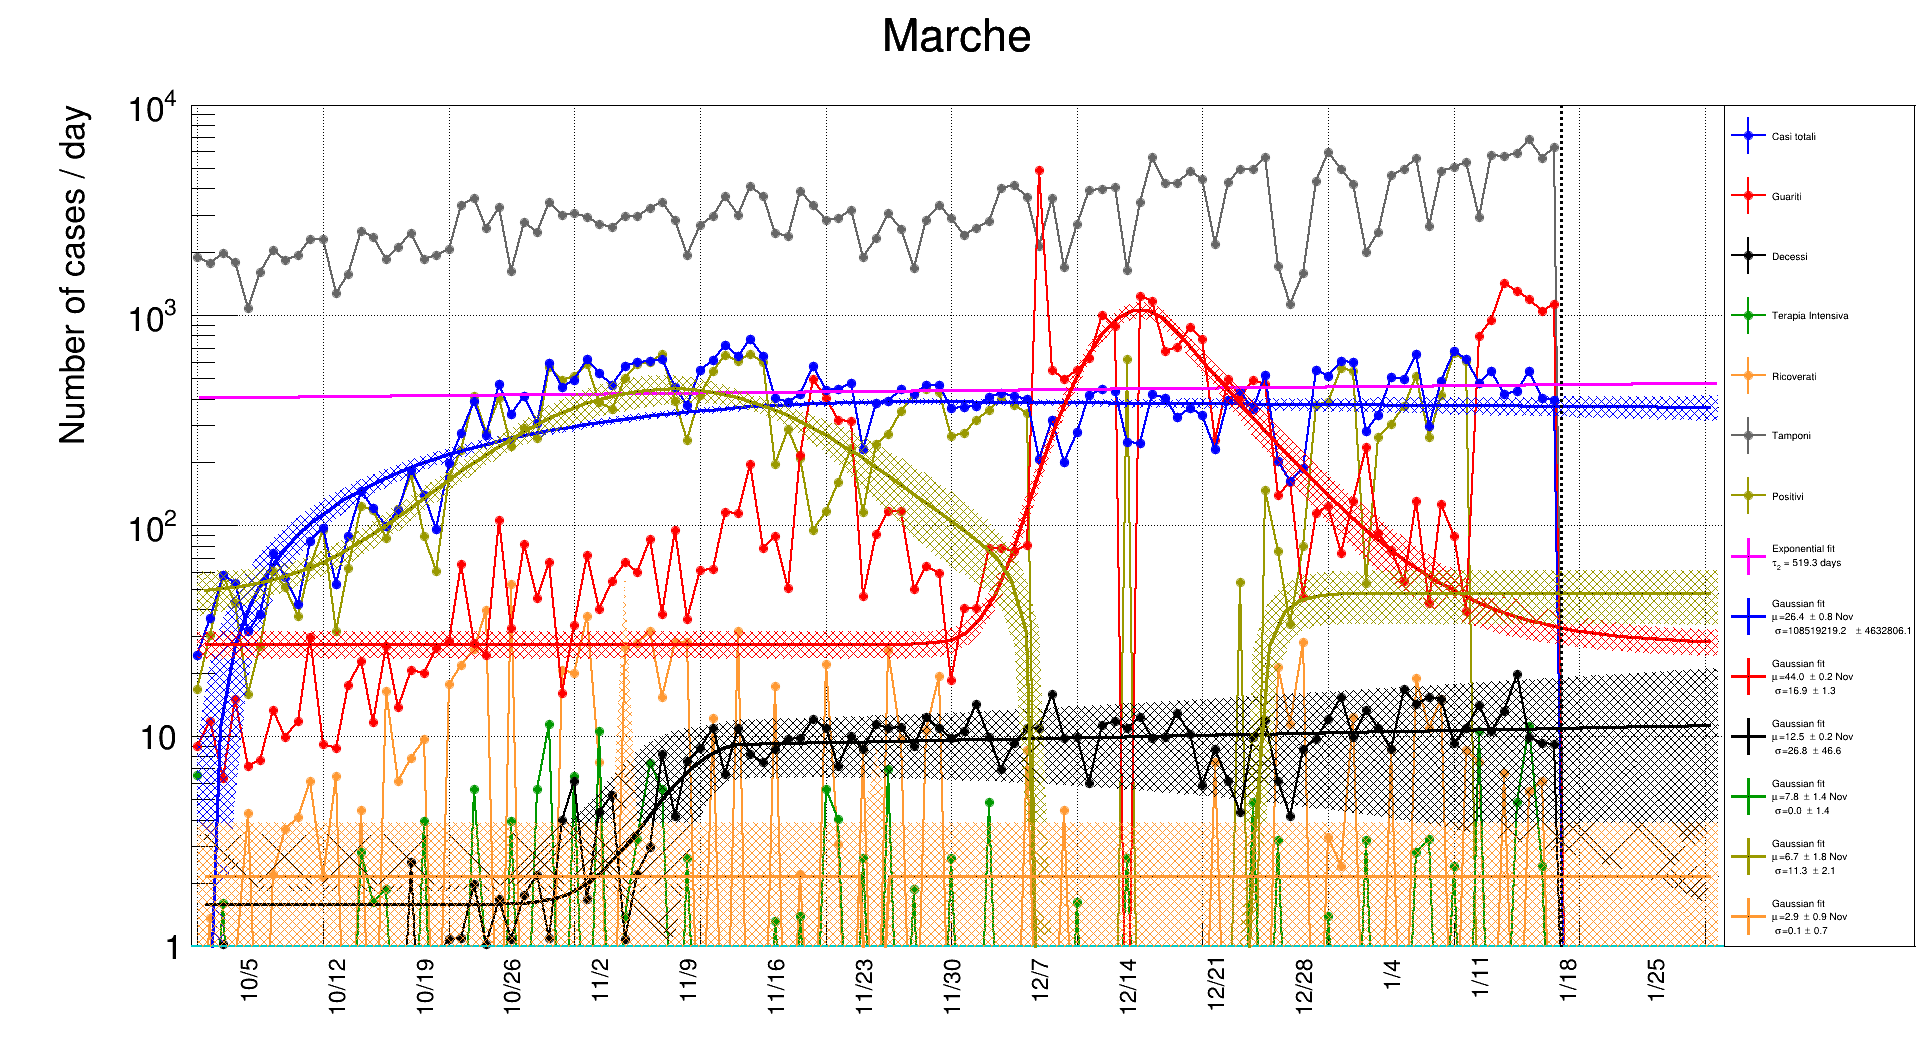 Marche
Number of cases / day
10⁴
10³
10²
10
1
10/5
10/12
10/19
10/26
11/2
11/9
11/16
11/23
11/30
12/7
12/14
12/21
12/28
1/4
1/11
1/18
1/25
Casi totali
Guariti
Decessi
Terapia Intensiva
Ricoverati
Tamponi
Positivi
Exponential fit
τ₂ = 519.3 days
Gaussian fit
μ=26.4 ± 0.8 Nov
σ=108519219.2 ± 4632806.1
Gaussian fit
μ=44.0 ± 0.2 Nov
σ=16.9 ± 1.3
Gaussian fit
μ=12.5 ± 0.2 Nov
σ=26.8 ± 46.6
Gaussian fit
μ=7.8 ± 1.4 Nov
σ=0.0 ± 1.4
Gaussian fit
μ=6.7 ± 1.8 Nov
σ=11.3 ± 2.1
Gaussian fit
μ=2.9 ± 0.9 Nov
σ=0.1 ± 0.7